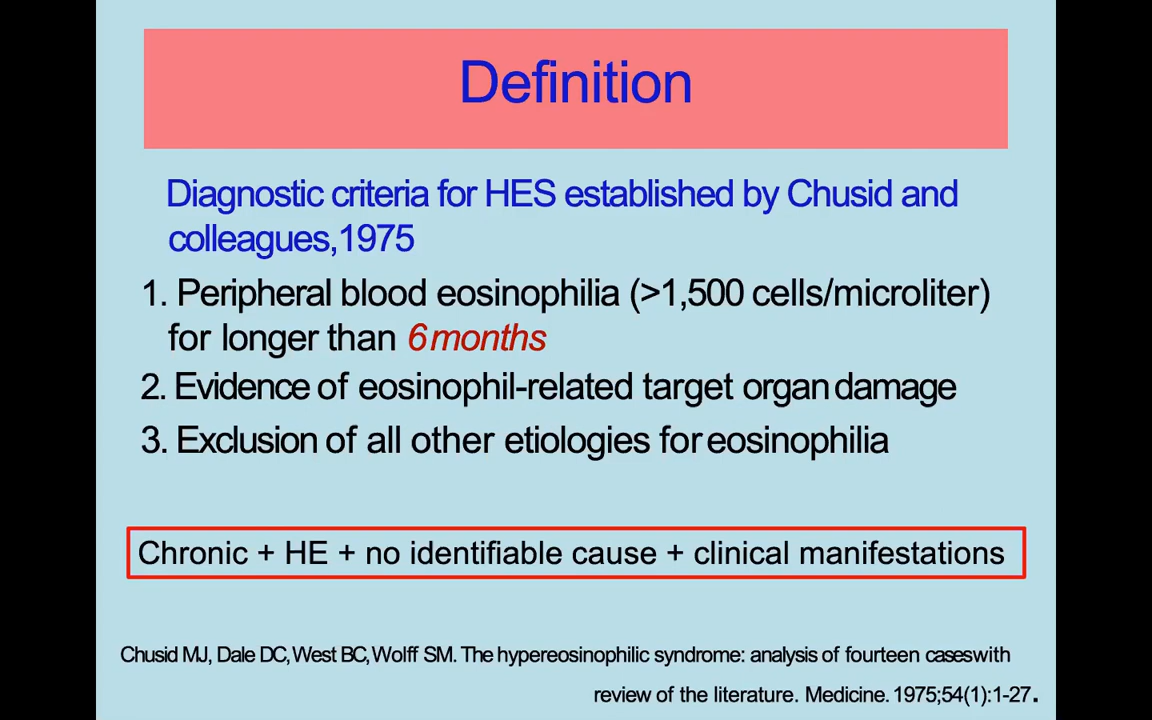 Definition
Diagnostic criteria for HES established by Chusid and
colleagues,1975
1. Peripheral blood eosinophilia (>1,500 cells/microliter)
for longer than 6 months
2. Evidence of eosinophil-related target organ damage
3. Exclusion of all other etiologies for eosinophilia
Chronic + HE + no identifiable cause + clinical manifestations
Chusid MJ, Dale DC, West BC, Wolff SM. The hypereosinophilic syndrome: analysis of fourteen cases with
review of the literature. Medicine. 1975;54(1):1-27.